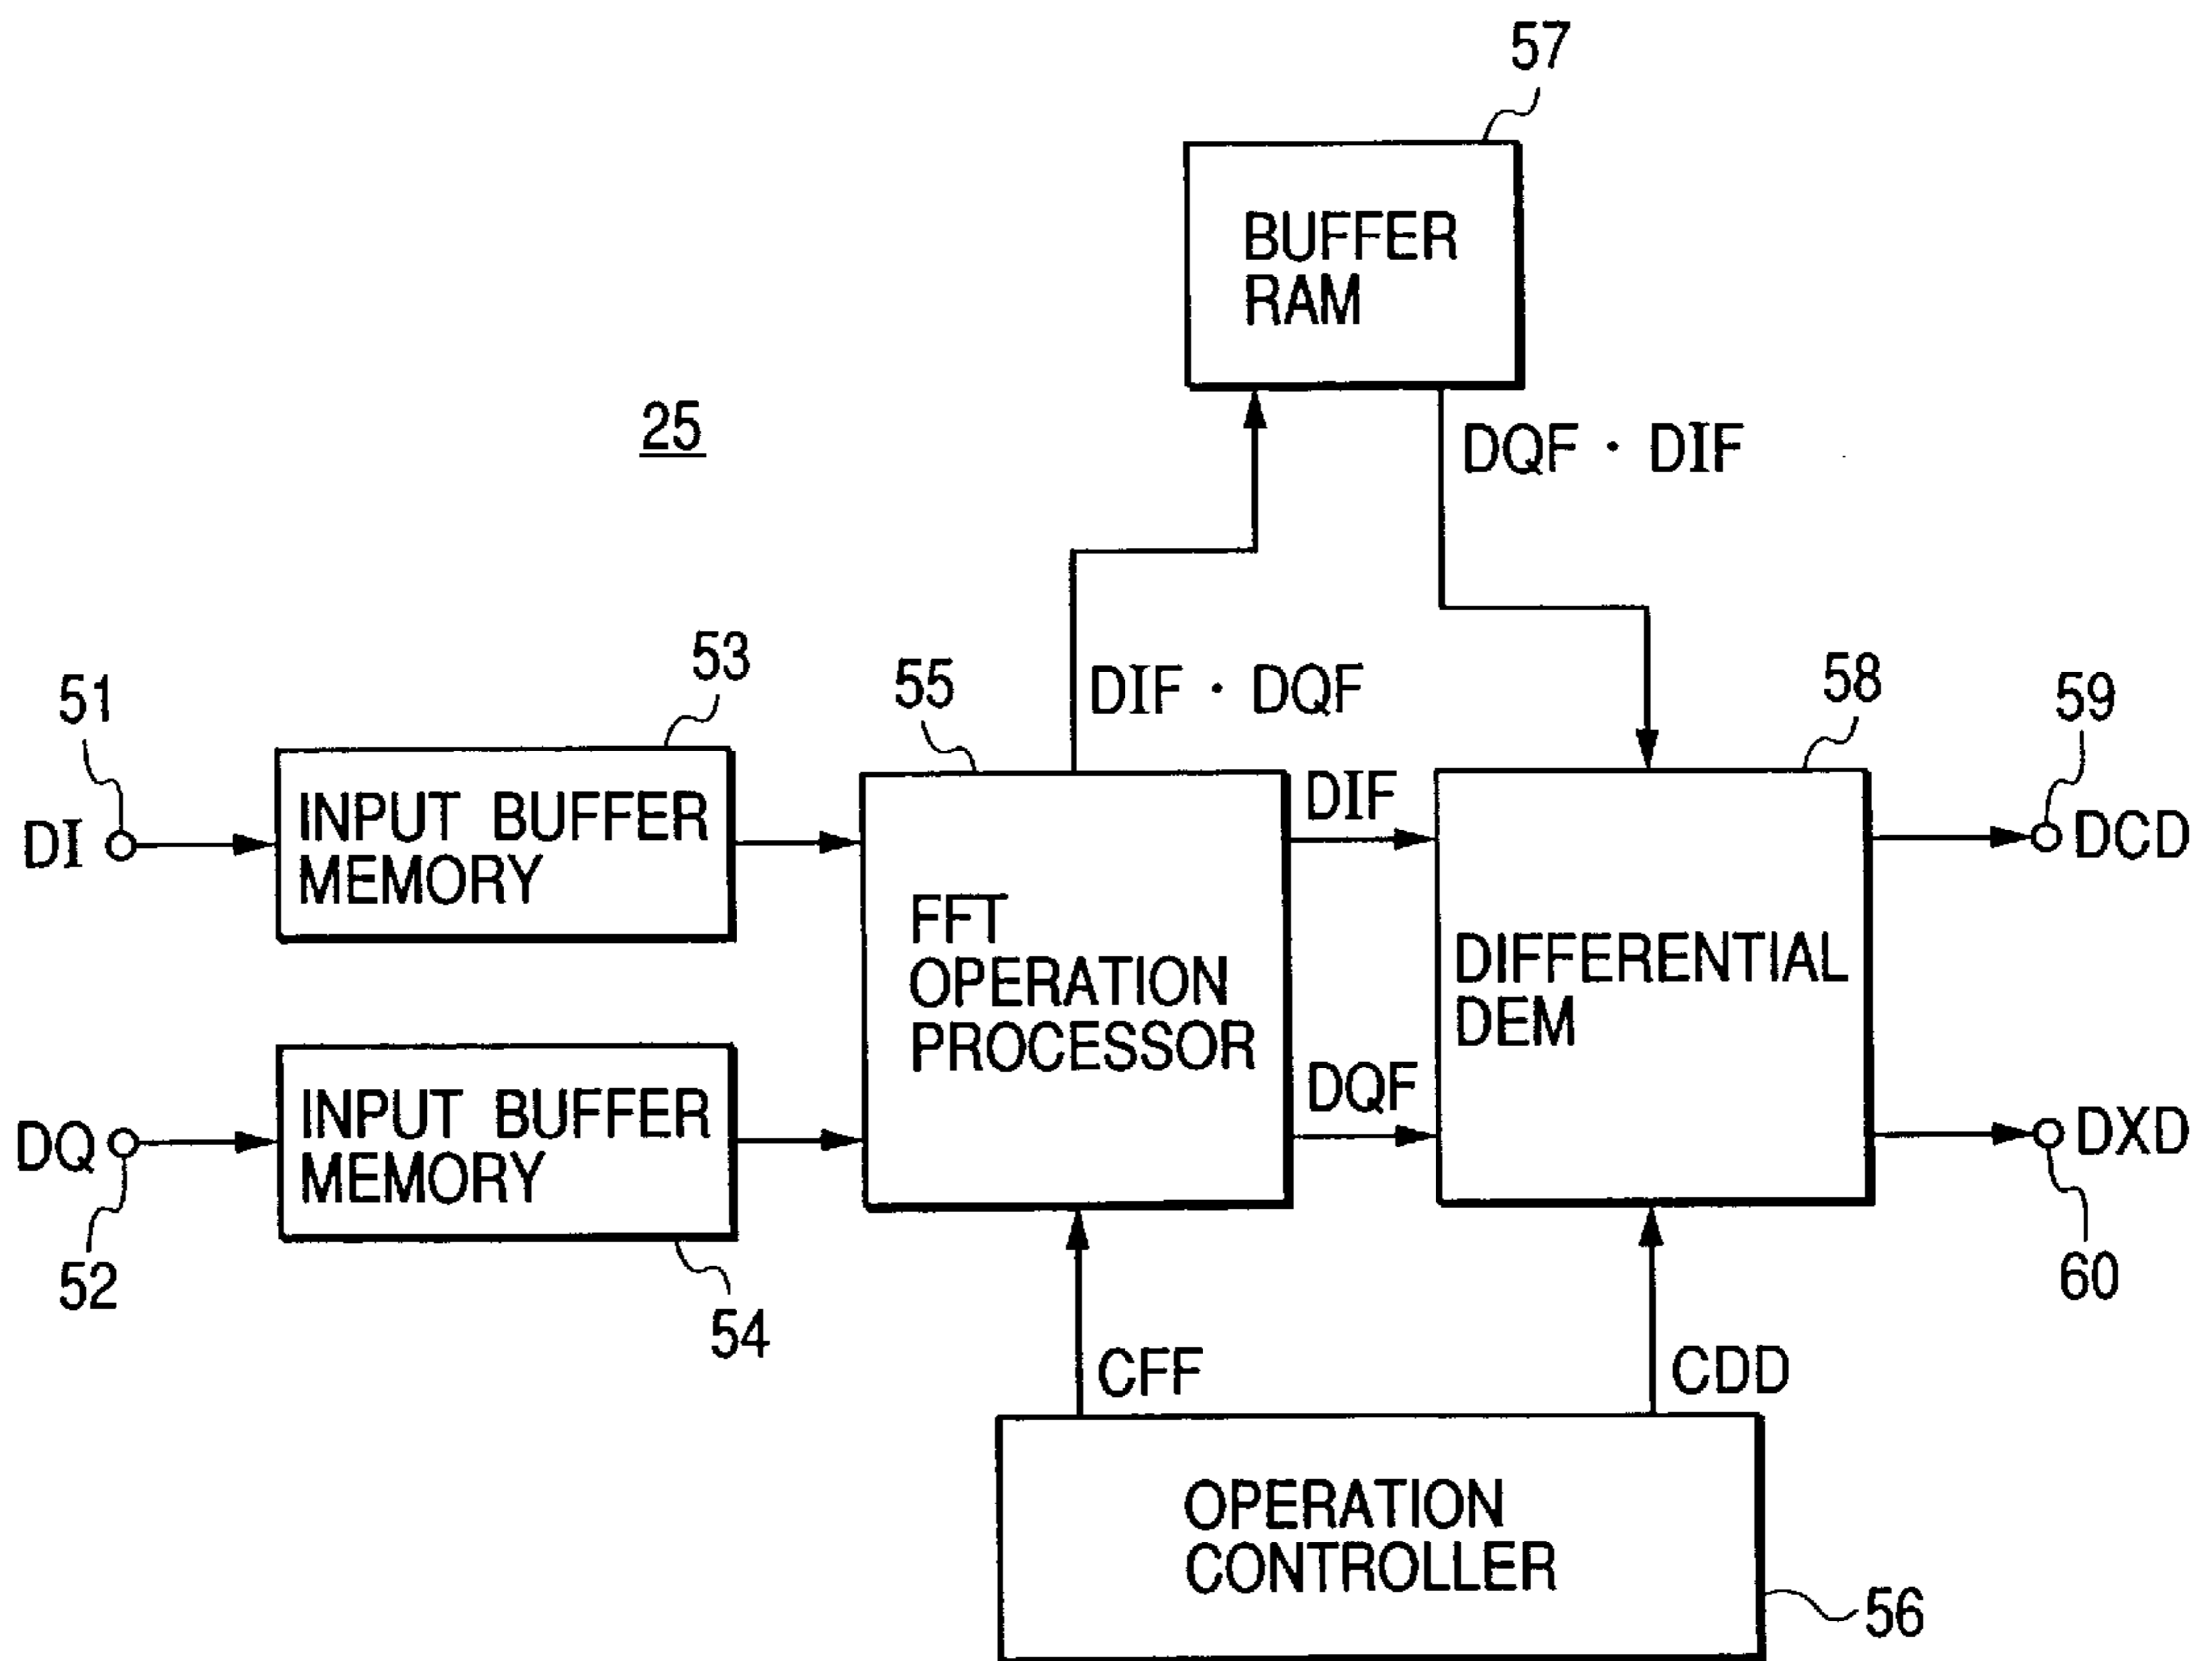 57
BUFFER
RAM
25
DQF · DIF
53
55
DIF · DQF
58
51
59
DIF
DI
INPUT BUFFER
MEMORY
DCD
FFT
OPERATION
PROCESSOR
DIFFERENTIAL
DEM
DQF
DQ
INPUT BUFFER
MEMORY
DXD
52
54
60
CFF
CDD
OPERATION
CONTROLLER
56